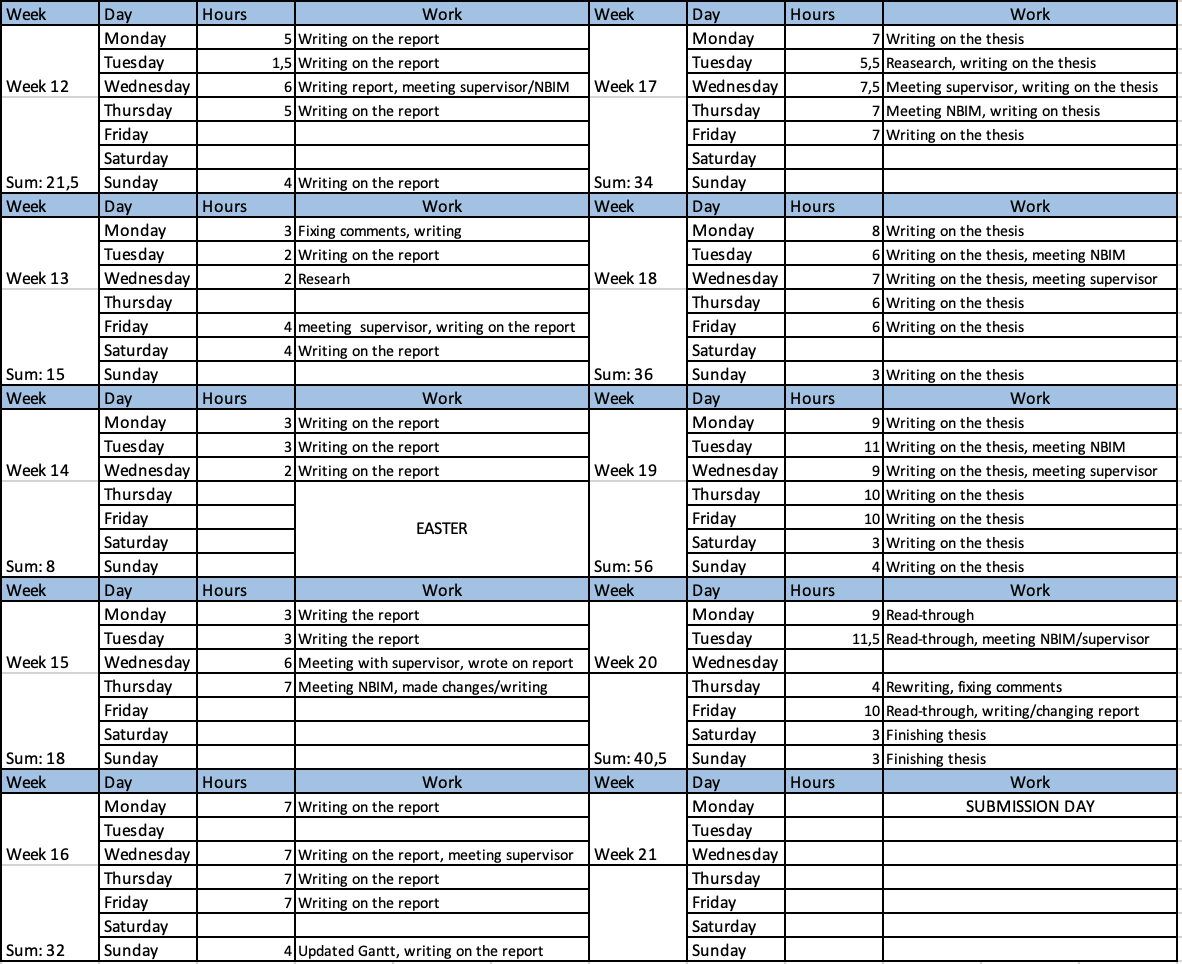 Week Day Hours Work Week Day Hours Work
Monday 5 Writing on the report Monday 7 Writing on the thesis
Tuesday 1,5 Writing on the report Tuesday 5,5 Reasearch, writing on the thesis
Week 12 Wednesday 6 Writing report, meeting supervisor/NBIM Week 17 Wednesday 7,5 Meeting supervisor, writing on the thesis
Thursday 5 Writing on the report Thursday 7 Meeting NBIM, writing on thesis
Friday Friday 7 Writing on the thesis
Saturday Saturday
Sum: 21,5 Sunday 4 Writing on the report Sum: 34 Sunday
Week Day Hours Work Week Day Hours Work
Monday 3 Fixing comments, writing Monday 8 Writing on the thesis
Tuesday 2 Writing on the report Tuesday 6 Writing on the thesis, meeting NBIM
Week 13 Wednesday 2 Researh Week 18 Wednesday 7 Writing on the thesis, meeting supervisor
Thursday Thursday 6 Writing on the thesis
Friday 4 meeting  supervisor, writing on the report Friday 6 Writing on the thesis
Saturday 4 Writing on the report Saturday
Sum: 15 Sunday Sum: 36 Sunday 3 Writing on the thesis
Week Day Hours Work Week Day Hours Work
Monday 3 Writing on the report Monday 9 Writing on the thesis
Tuesday 3 Writing on the report Tuesday 11 Writing on the thesis, meeting NBIM
Week 14 Wednesday 2 Writing on the report Week 19 Wednesday 9 Writing on the thesis, meeting supervisor
Thursday Thursday 10 Writing on the thesis
Friday EASTER Friday 10 Writing on the thesis
Saturday Saturday 3 Writing on the thesis
Sum: 8 Sunday Sum: 56 Sunday 4 Writing on the thesis
Week Day Hours Work Week Day Hours Work
Monday 3 Writing the report Monday 9 Read-through
Tuesday 3 Writing the report Tuesday 11,5 Read-through, meeting NBIM/supervisor
Week 15 Wednesday 6 Meeting with supervisor, wrote on report Week 20 Wednesday
Thursday 7 Meeting NBIM, made changes/writing Thursday 4 Rewriting, fixing comments
Friday Friday 10 Read-through, writing/changing report
Saturday Saturday 3 Finishing thesis
Sum: 18 Sunday Sum: 40,5 Sunday 3 Finishing thesis
Week Day Hours Work Week Day Hours Work
Monday 7 Writing on the report Monday SUBMISSION DAY
Tuesday Tuesday
Week 16 Wednesday 7 Writing on the report, meeting supervisor Week 21 Wednesday
Thursday 7 Writing on the report Thursday
Friday 7 Writing on the report Friday
Saturday Saturday
Sum: 32 Sunday 4 Updated Gantt, writing on the report Sunday